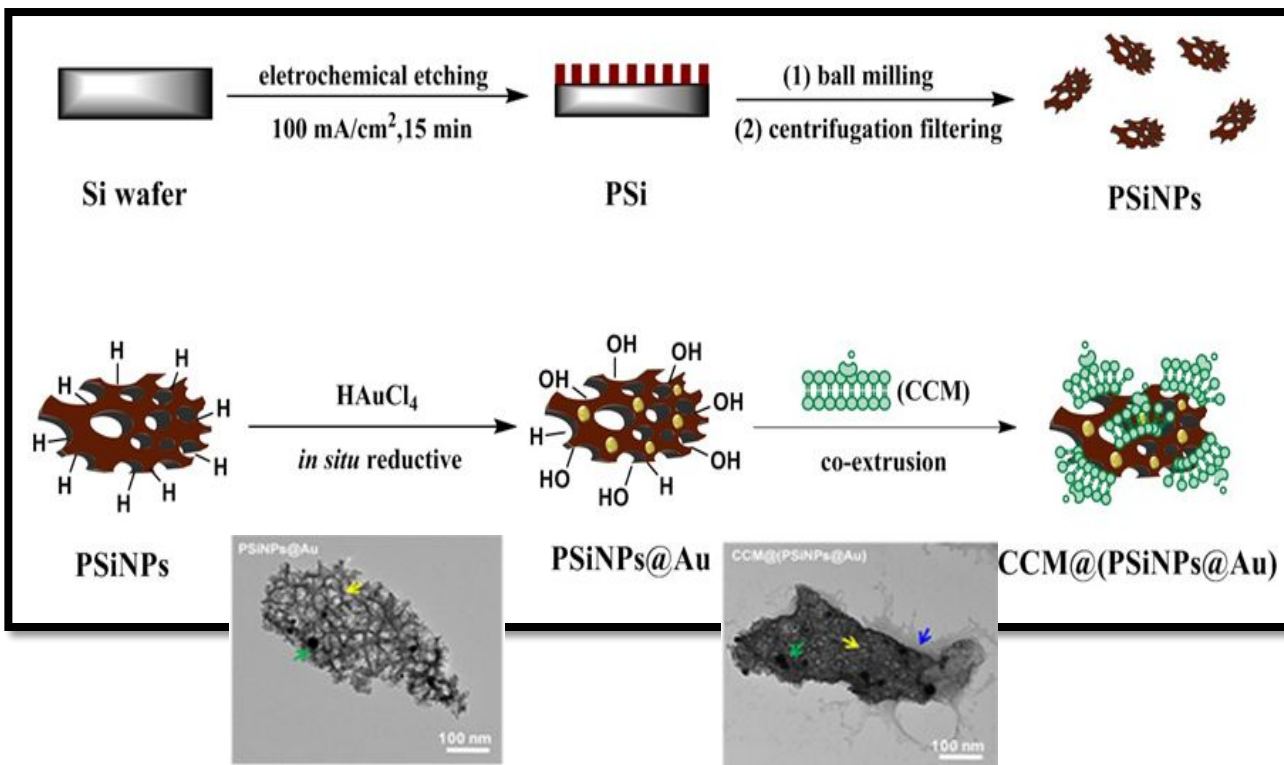 eletrochemical etching
100 mA/cm²,15 min
(1) ball milling
(2) centrifugation filtering
Si wafer
PSi
PSiNPs
H
H
H
H
H
H
H
H
H
H
HAuCl₄
in situ reductive
OH
OH
OH
OH
H
OH
HO
HO
H
(CCM)
co-extrusion
PSiNPs
PSiNPs@Au
CCM@(PSiNPs@Au)
PSiNPs@Au
100 nm
CCM@(PSiNPs@Au)
100 nm